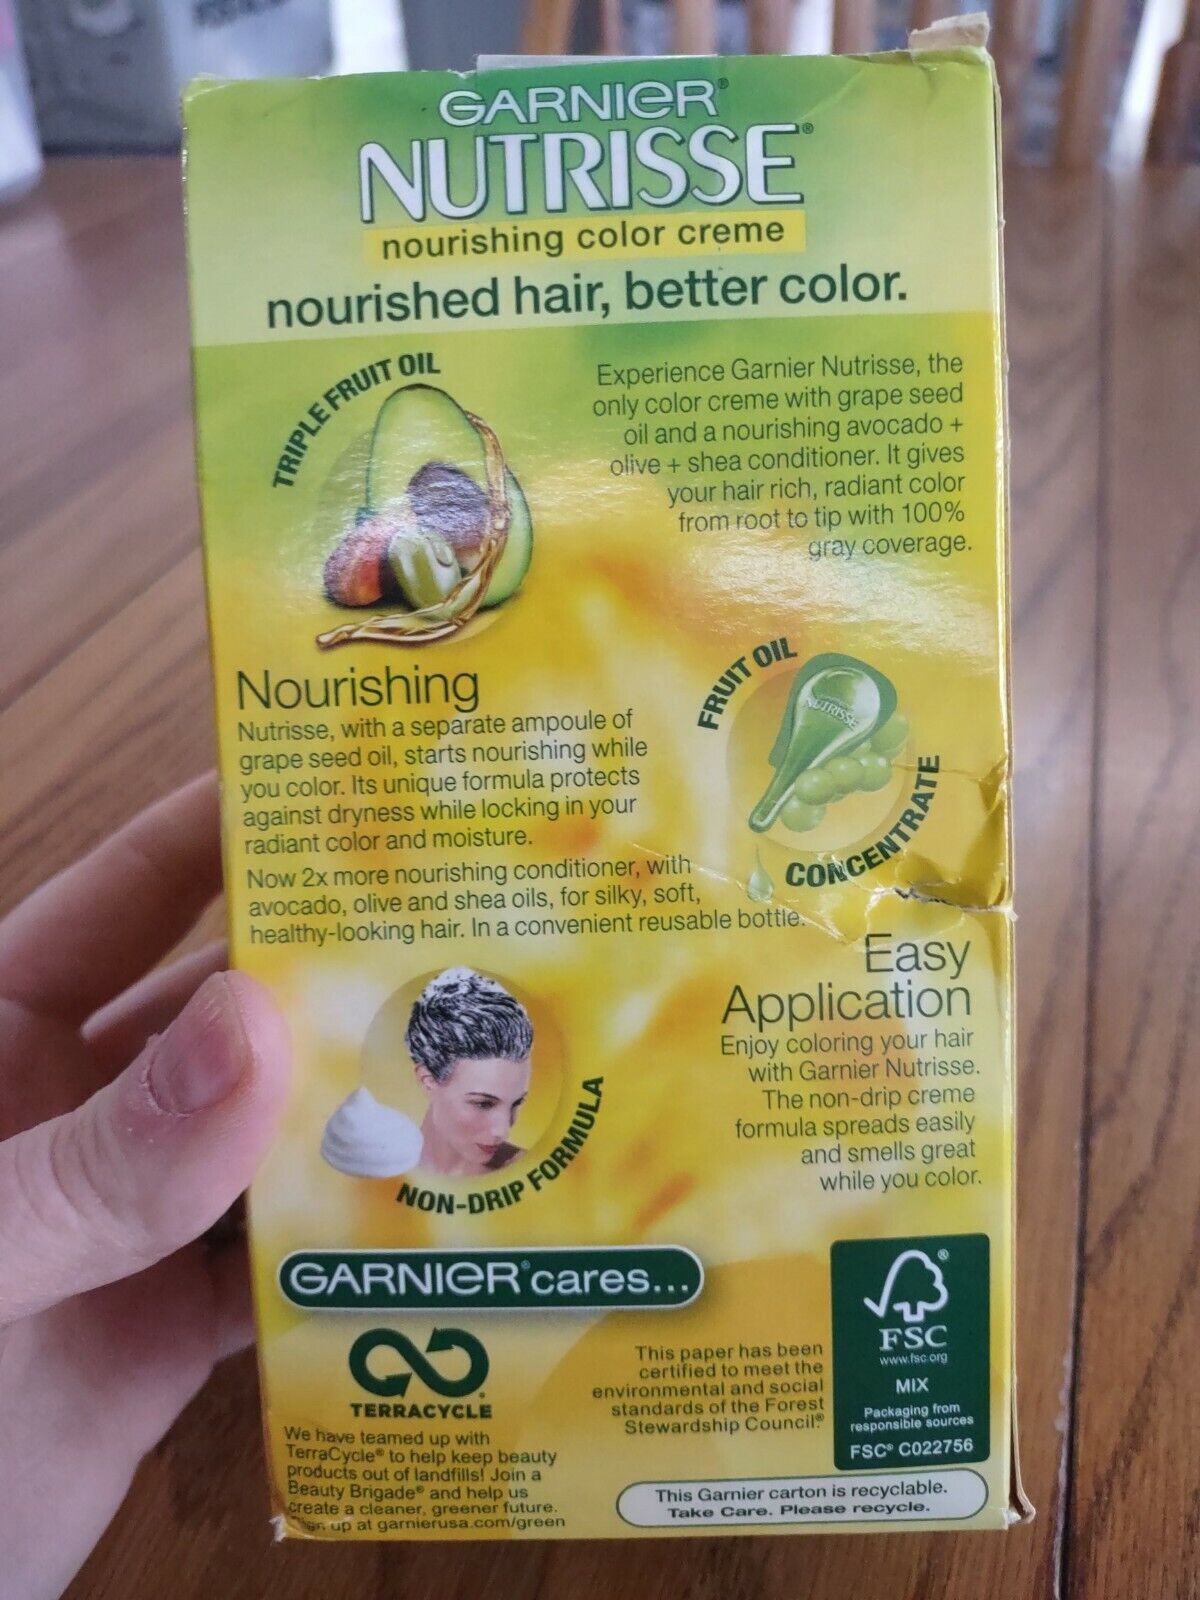 GARNIER®
NUTRISSE®
nourishing color creme
nourished hair, better color.
TRIPLE FRUIT OIL
Experience Garnier Nutrisse, the
only color creme with grape seed
oil and a nourishing avocado +
olive + shea conditioner. It gives
your hair rich, radiant color
from root to tip with 100%
gray coverage.
Nourishing
Nutrisse, with a separate ampoule of
grape seed oil, starts nourishing while
you color. Its unique formula protects
against dryness while locking in your
radiant color and moisture.
Now 2x more nourishing conditioner, with
avocado, olive and shea oils, for silky, soft,
healthy-looking hair. In a convenient reusable bottle.
FRUIT OIL
NUTRISSE
CONCENTRATE
Easy
Application
Enjoy coloring your hair
with Garnier Nutrisse.
The non-drip creme
formula spreads easily
and smells great
while you color.
NON-DRIP FORMULA
GARNIER® cares...
TERRACYCLE®
We have teamed up with
TerraCycle® to help keep beauty
products out of landfills! Join a
Beauty Brigade® and help us
create a cleaner, greener future.
Sign up at garnierusa.com/green
This paper has been
certified to meet the
environmental and social
standards of the Forest
Stewardship Council®
®
FSC
www.fsc.org
MIX
Packaging from
responsible sources
FSC® C022756
This Garnier carton is recyclable.
Take Care. Please recycle.